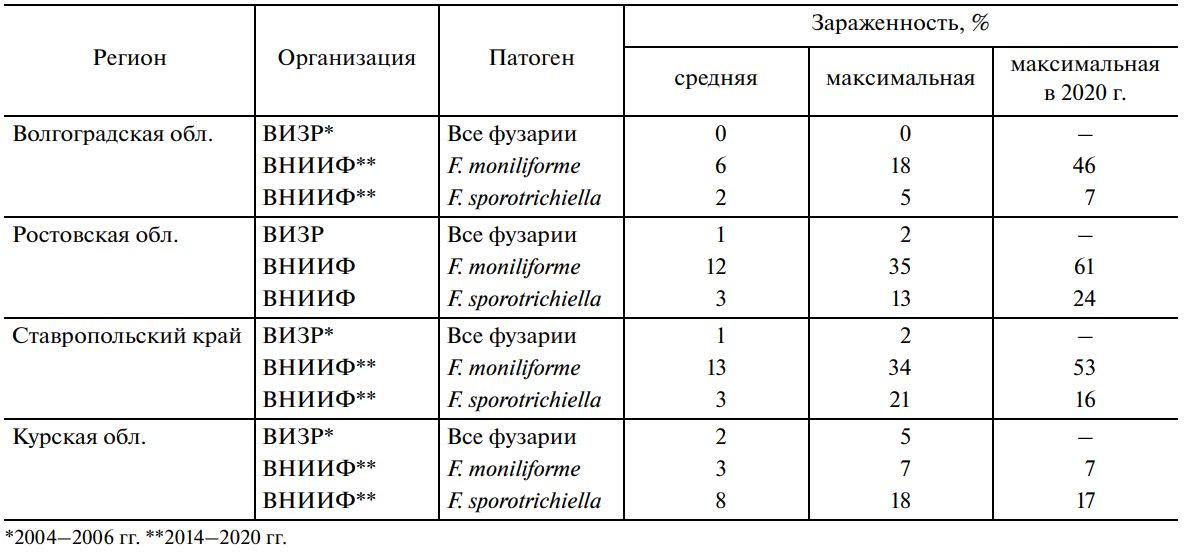 Регион Организация Патоген Зараженность, %
средняя максимальная максимальная в 2020 г.
Волгоградская обл. ВИЗР* Все фузарии 0 0 –
ВНИИФ** F. moniliforme 6 18 46
ВНИИФ** F. sporotrichiella 2 5 7
Ростовская обл. ВИЗР Все фузарии 1 2 –
ВНИИФ F. moniliforme 12 35 61
ВНИИФ F. sporotrichiella 3 13 24
Ставропольский край ВИЗР* Все фузарии 1 2 –
ВНИИФ** F. moniliforme 13 34 53
ВНИИФ** F. sporotrichiella 3 21 16
Курская обл. ВИЗР* Все фузарии 2 5 –
ВНИИФ** F. moniliforme 3 7 7
ВНИИФ** F. sporotrichiella 8 18 17
*2004–2006 гг. **2014–2020 гг.